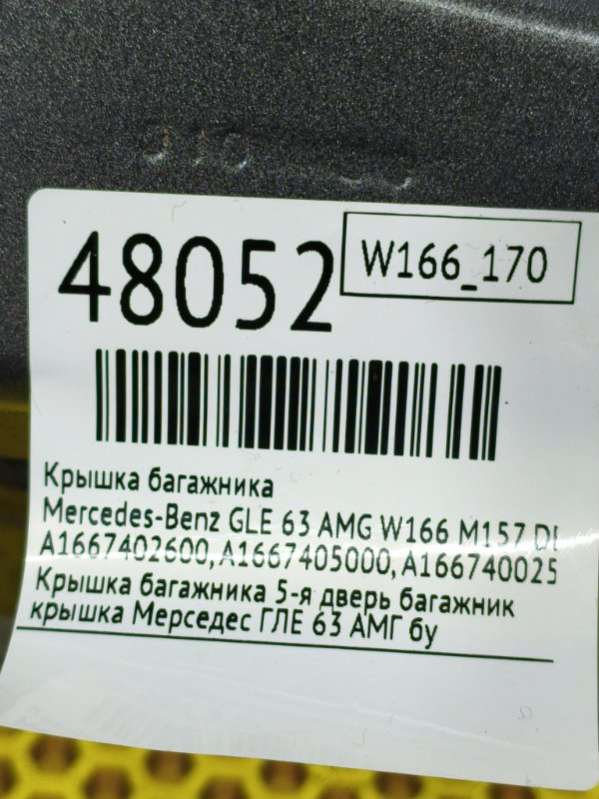 48052
W166_170
Крышка багажника
Mercedes-Benz GLE 63 AMG W166 M157
A1667402600, A1667405000, A166740025
Крышка багажника 5-я дверь багажник
крышка Мерседес ГЛЕ 63 АМГ бу